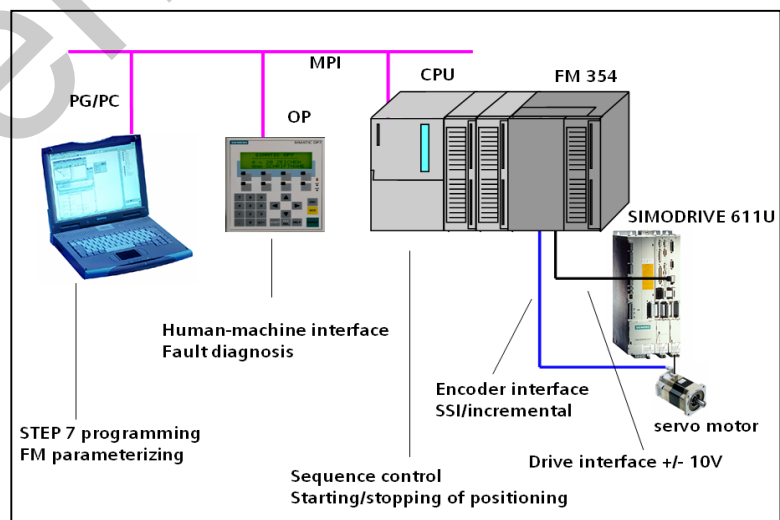 MPI
CPU
FM 354
PG/PC
OP
SIMODRIVE 611U
Human-machine interface
Fault diagnosis
Encoder interface
SSI/incremental
servo motor
STEP 7 programming
FM parameterizing
Drive interface +/- 10V
Sequence control
Starting/stopping of positioning